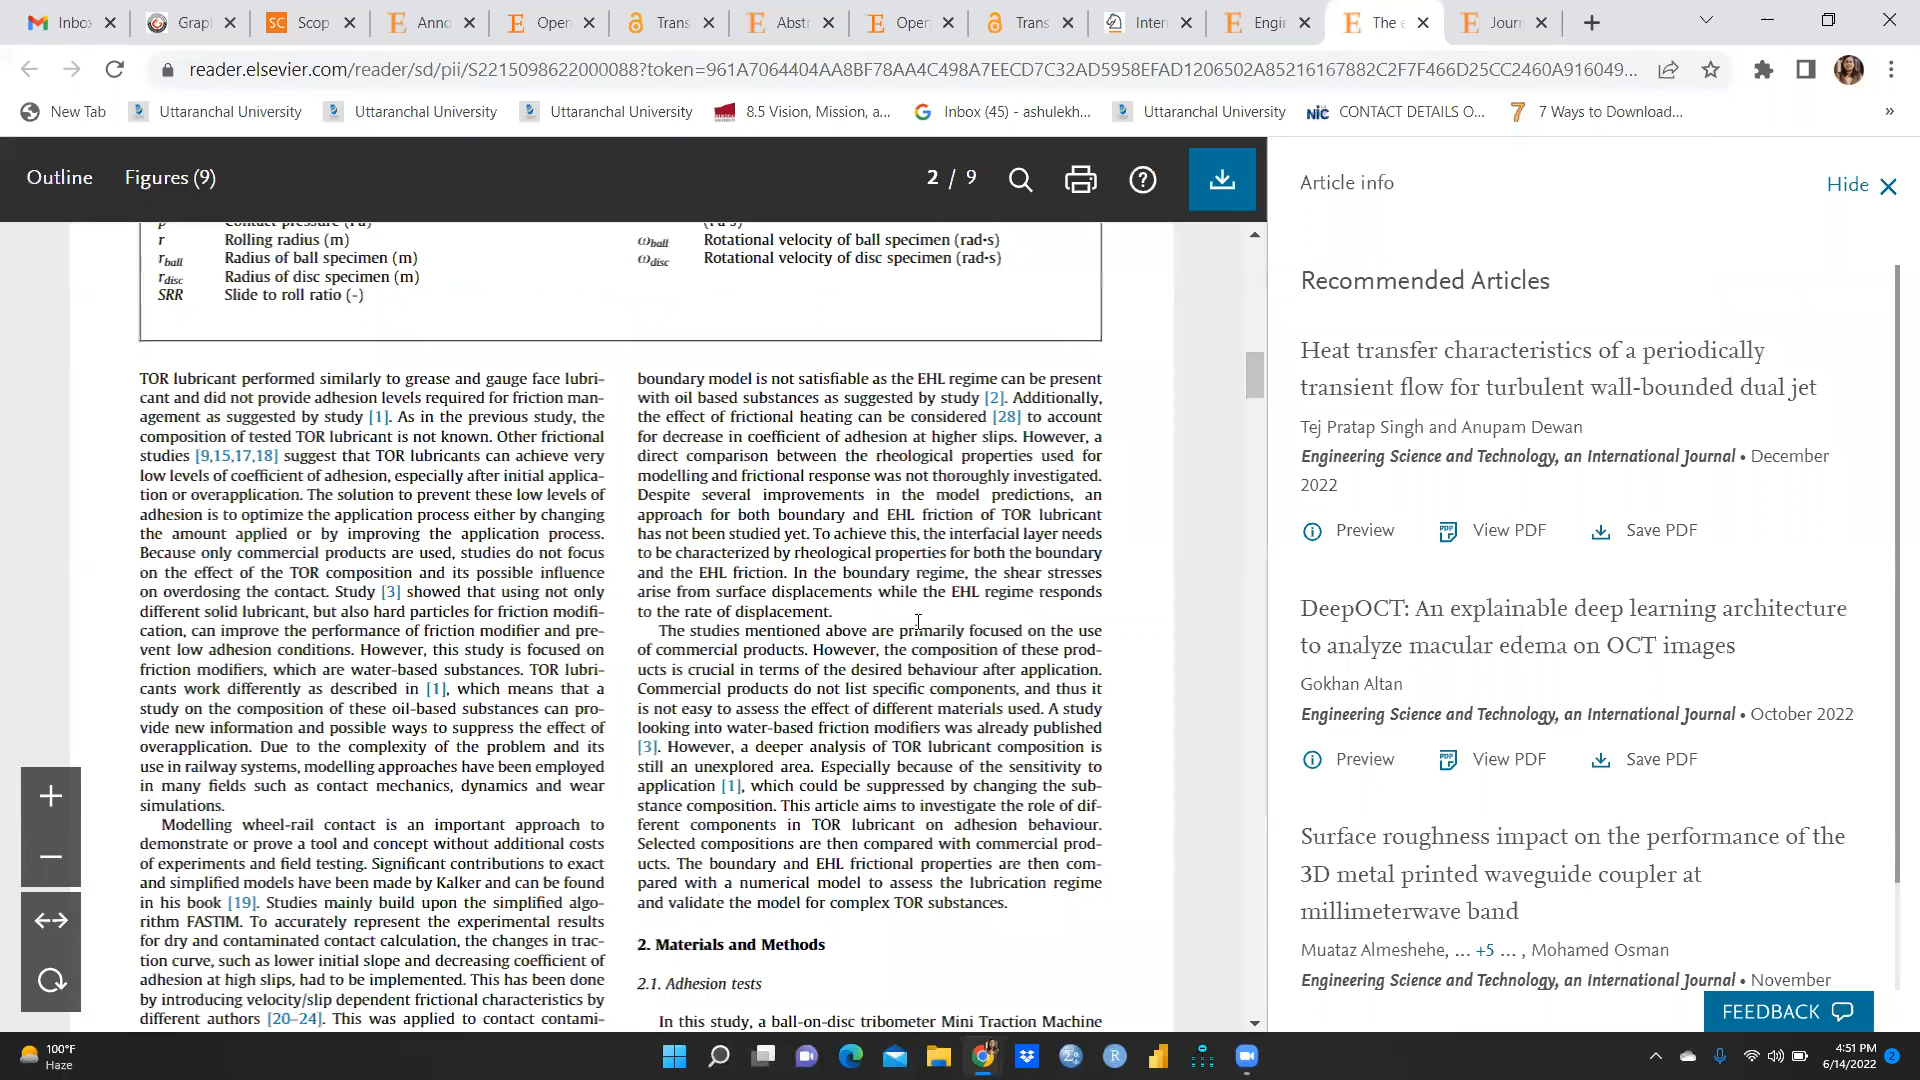 Inbo
Grapl
SC
Scop
Anno
Open
Trans
Abstr
Oper
Trans
Inter
Engin
The e
Journ
reader.elsevier.com/reader/sd/pii/S2215098622000088?token=961A7064404AA8BF78AA4C498A7EECD7C32AD5958EFAD1206502A85216167882C2F7F466D25CC2460A916049...
New Tab
Uttaranchal University
Uttaranchal University
Uttaranchal University
8.5 Vision, Mission, a...
Inbox (45) - ashulekh...
Uttaranchal University
NIC
CONTACT DETAILS O...
7 Ways to Download...
»
Outline
Figures (9)
2 / 9
r Rolling radius (m)
r_ball Radius of ball specimen (m)
r_disc Radius of disc specimen (m)
SRR Slide to roll ratio (-)
ω_ball Rotational velocity of ball specimen (rad•s)
ω_disc Rotational velocity of disc specimen (rad•s)
TOR lubricant performed similarly to grease and gauge face lubri-
cant and did not provide adhesion levels required for friction man-
agement as suggested by study [1]. As in the previous study, the
composition of tested TOR lubricant is not known. Other frictional
studies [9,15,17,18] suggest that TOR lubricants can achieve very
low levels of coefficient of adhesion, especially after initial applica-
tion or overapplication. The solution to prevent these low levels of
adhesion is to optimize the application process either by changing
the amount applied or by improving the application process.
Because only commercial products are used, studies do not focus
on the effect of the TOR composition and its possible influence
on overdosing the contact. Study [3] showed that using not only
different solid lubricant, but also hard particles for friction modifi-
cation, can improve the performance of friction modifier and pre-
vent low adhesion conditions. However, this study is focused on
friction modifiers, which are water-based substances. TOR lubri-
cants work differently as described in [1], which means that a
study on the composition of these oil-based substances can pro-
vide new information and possible ways to suppress the effect of
overapplication. Due to the complexity of the problem and its
use in railway systems, modelling approaches have been employed
in many fields such as contact mechanics, dynamics and wear
simulations.
Modelling wheel-rail contact is an important approach to
demonstrate or prove a tool and concept without additional costs
of experiments and field testing. Significant contributions to exact
and simplified models have been made by Kalker and can be found
in his book [19]. Studies mainly build upon the simplified algo-
rithm FASTIM. To accurately represent the experimental results
for dry and contaminated contact calculation, the changes in trac-
tion curve, such as lower initial slope and decreasing coefficient of
adhesion at high slips, had to be implemented. This has been done
by introducing velocity/slip dependent frictional characteristics by
different authors [20–24]. This was applied to contact contami-
boundary model is not satisfiable as the EHL regime can be present
with oil based substances as suggested by study [2]. Additionally,
the effect of frictional heating can be considered [28] to account
for decrease in coefficient of adhesion at higher slips. However, a
direct comparison between the rheological properties used for
modelling and frictional response was not thoroughly investigated.
Despite several improvements in the model predictions, an
approach for both boundary and EHL friction of TOR lubricant
has not been studied yet. To achieve this, the interfacial layer needs
to be characterized by rheological properties for both the boundary
and the EHL friction. In the boundary regime, the shear stresses
arise from surface displacements while the EHL regime responds
to the rate of displacement.
The studies mentioned above are primarily focused on the use
of commercial products. However, the composition of these prod-
ucts is crucial in terms of the desired behaviour after application.
Commercial products do not list specific components, and thus it
is not easy to assess the effect of different materials used. A study
looking into water-based friction modifiers was already published
[3]. However, a deeper analysis of TOR lubricant composition is
still an unexplored area. Especially because of the sensitivity to
application [1], which could be suppressed by changing the sub-
stance composition. This article aims to investigate the role of dif-
ferent components in TOR lubricant on adhesion behaviour.
Selected compositions are then compared with commercial prod-
ucts. The boundary and EHL frictional properties are then com-
pared with a numerical model to assess the lubrication regime
and validate the model for complex TOR substances.
2. Materials and Methods
2.1. Adhesion tests
In this study, a ball-on-disc tribometer Mini Traction Machine
Article info
Hide
Recommended Articles
Heat transfer characteristics of a periodically
transient flow for turbulent wall-bounded dual jet
Tej Pratap Singh and Anupam Dewan
Engineering Science and Technology, an International Journal • December
2022
Preview
View PDF
Save PDF
DeepOCT: An explainable deep learning architecture
to analyze macular edema on OCT images
Gokhan Altan
Engineering Science and Technology, an International Journal • October 2022
Preview
View PDF
Save PDF
Surface roughness impact on the performance of the
3D metal printed waveguide coupler at
millimeterwave band
Muataz Almeshehe, ... +5 ... , Mohamed Osman
Engineering Science and Technology, an International Journal • November
FEEDBACK
100°F
Haze
4:51 PM
6/14/2022
2